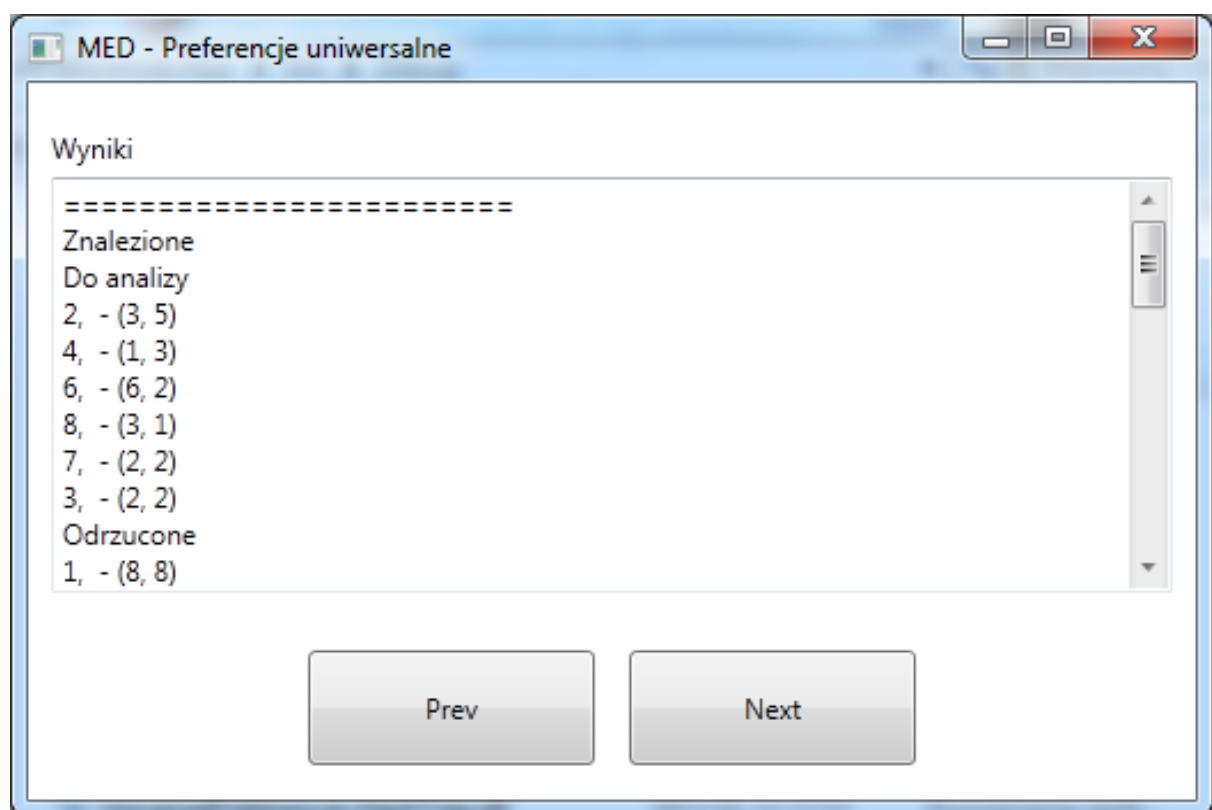 MED - Preferencje uniwersalne
Wyniki
========================
Znalezione
Do analizy
2,  - (3, 5)
4,  - (1, 3)
6,  - (6, 2)
8,  - (3, 1)
7,  - (2, 2)
3,  - (2, 2)
Odrzucone
1,  - (8, 8)
Prev Next